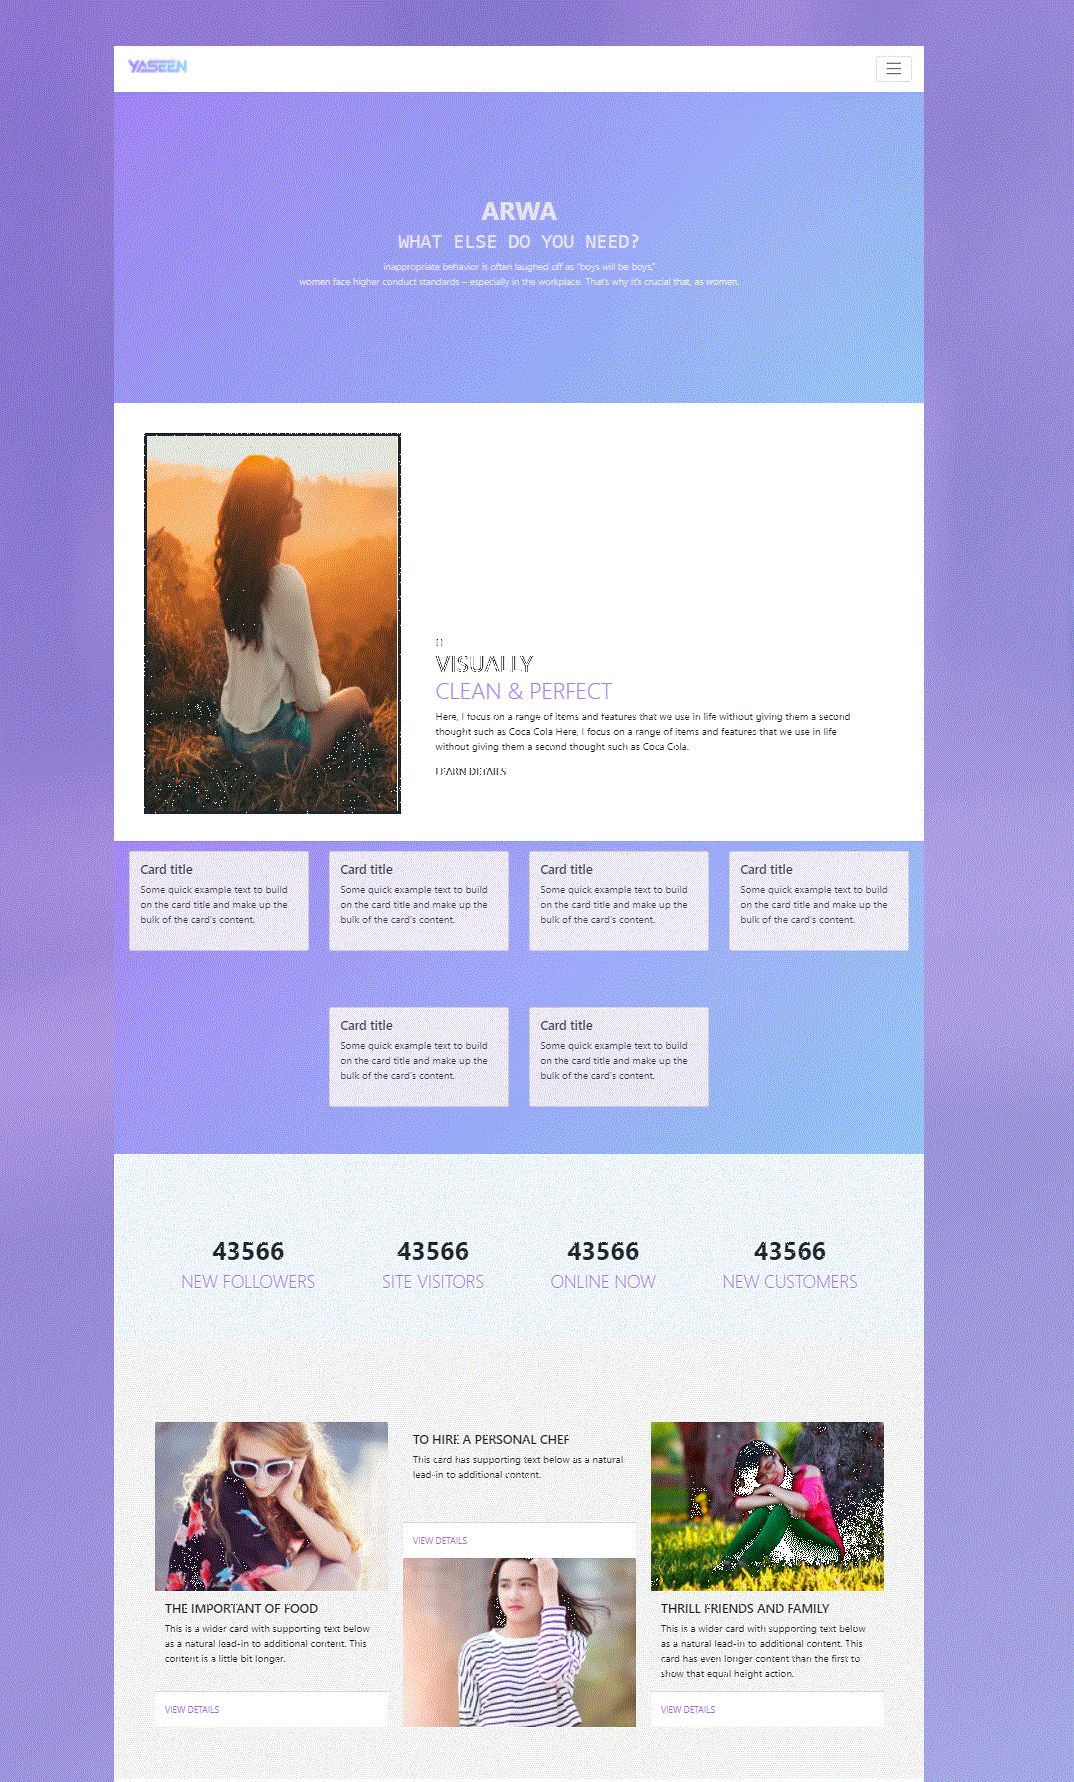 YASEEN
ARWA
WHAT ELSE DO YOU NEED?
inappropriate behavior is often laughed off as “boys will be boys,”
women face higher conduct standards – especially in the workplace. That’s why it’s crucial that, as women.
VISUALLY
CLEAN & PERFECT
Here, I focus on a range of items and features that we use in life without giving them a second
thought such as Coca Cola Here, I focus on a range of items and features that we use in life
without giving them a second thought such as Coca Cola.
LEARN DETAILS
Card title
Some quick example text to build
on the card title and make up the
bulk of the card's content.
Card title
Some quick example text to build
on the card title and make up the
bulk of the card's content.
Card title
Some quick example text to build
on the card title and make up the
bulk of the card's content.
Card title
Some quick example text to build
on the card title and make up the
bulk of the card's content.
Card title
Some quick example text to build
on the card title and make up the
bulk of the card's content.
Card title
Some quick example text to build
on the card title and make up the
bulk of the card's content.
43566
NEW FOLLOWERS
43566
SITE VISITORS
43566
ONLINE NOW
43566
NEW CUSTOMERS
THE IMPORTANT OF FOOD
This is a wider card with supporting text below
as a natural lead-in to additional content. This
content is a little bit longer.
VIEW DETAILS
TO HIRE A PERSONAL CHEF
This card has supporting text below as a natural
lead-in to additional content.
VIEW DETAILS
THRILL FRIENDS AND FAMILY
This is a wider card with supporting text below
as a natural lead-in to additional content. This
card has even longer content than the first to
show that equal height action.
VIEW DETAILS